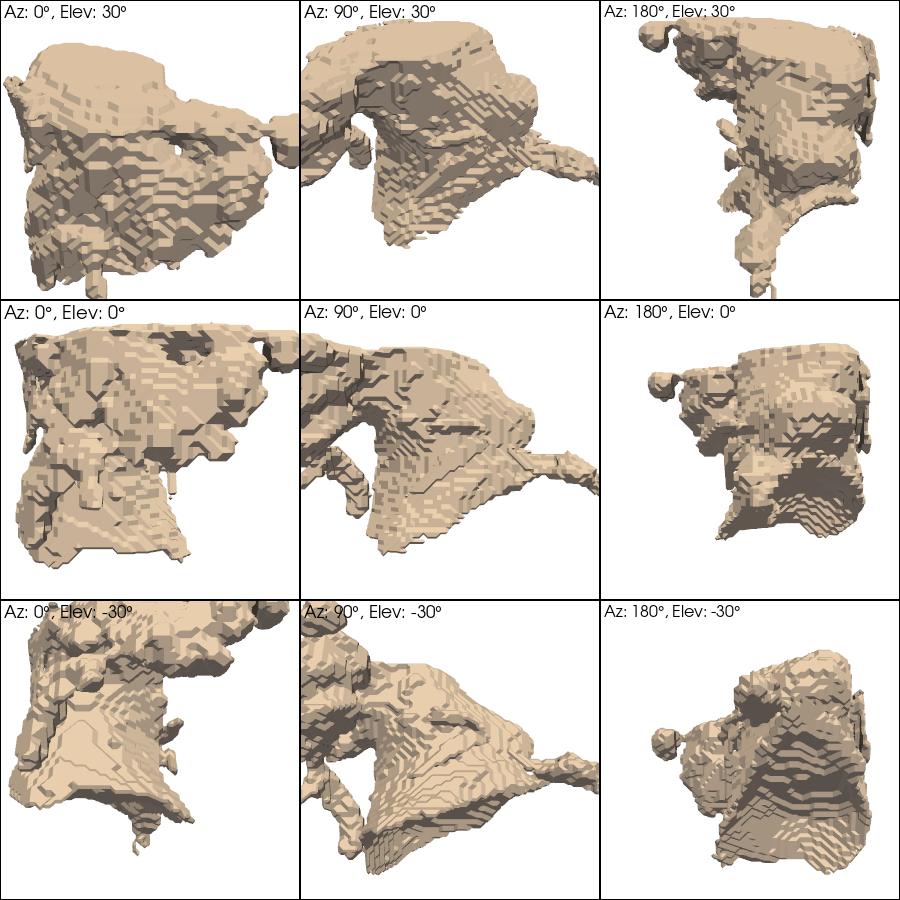 Az: 0°, Elev: 30°
Az: 90°, Elev: 30°
Az: 180°, Elev: 30°
Az: 0°, Elev: 0°
Az: 90°, Elev: 0°
Az: 180°, Elev: 0°
Az: 0°, Elev: -30°
Az: 90°, Elev: -30°
Az: 180°, Elev: -30°